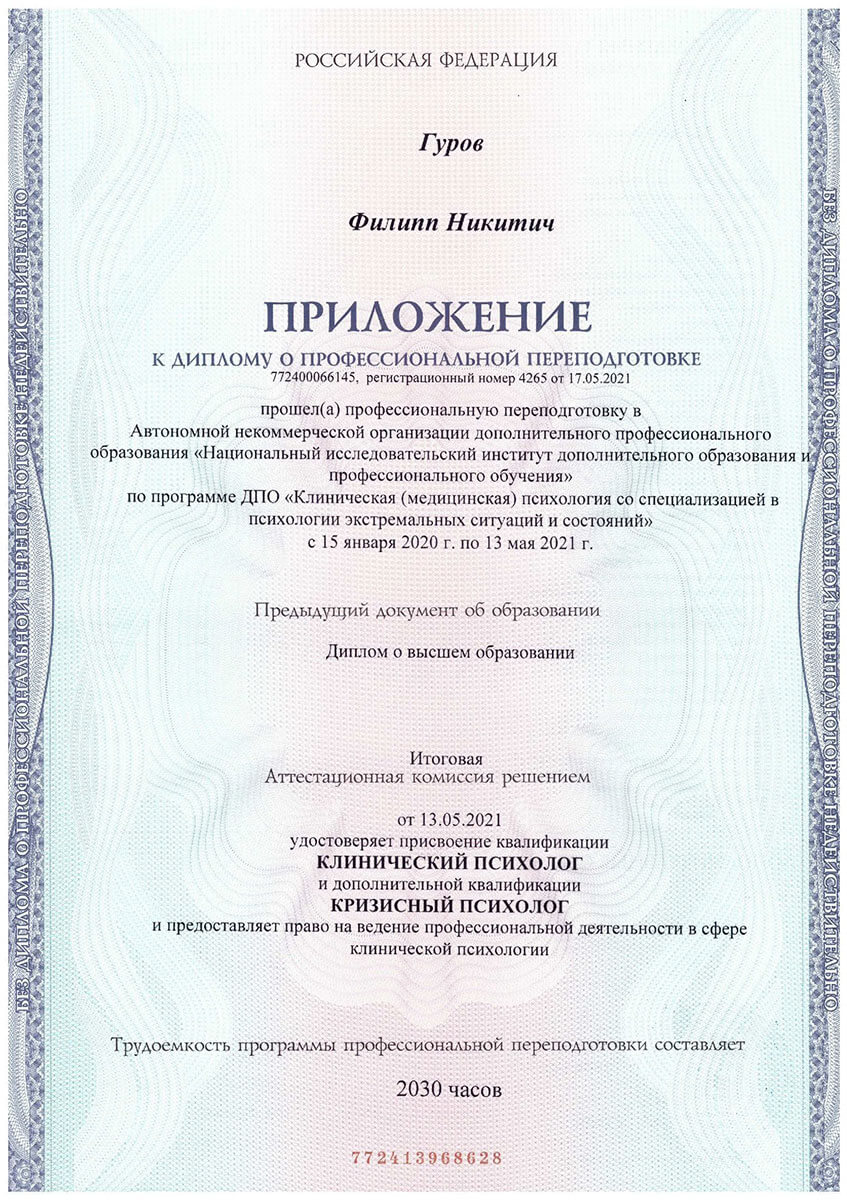 РОССИЙСКАЯ ФЕДЕРАЦИЯ
Гуров
Филипп Никитич
ПРИЛОЖЕНИЕ
К ДИПЛОМУ О ПРОФЕССИОНАЛЬНОЙ ПЕРЕПОДГОТОВКЕ
772400066145, регистрационный номер 4265 от 17.05.2021
прошел(а) профессиональную переподготовку в
Автономной некоммерческой организации дополнительного профессионального
образования «Национальный исследовательский институт дополнительного образования и
профессионального обучения»
по программе ДПО «Клиническая (медицинская) психология со специализацией в
психологии экстремальных ситуаций и состояний»
с 15 января 2020 г. по 13 мая 2021 г.
Предыдущий документ об образовании
Диплом о высшем образовании
Итоговая
Аттестационная комиссия решением
от 13.05.2021
удостоверяет присвоение квалификации
КЛИНИЧЕСКИЙ ПСИХОЛОГ
и дополнительной квалификации
КРИЗИСНЫЙ ПСИХОЛОГ
и предоставляет право на ведение профессиональной деятельности в сфере
клинической психологии
Трудоемкость программы профессиональной переподготовки составляет
2030 часов
772413968628
БЕЗ ДИПЛОМА О ПРОФЕССИОНАЛЬНОЙ ПЕРЕПОДГОТОВКЕ НЕДЕЙСТВИТЕЛЬНО
БЕЗ ДИПЛОМА О ПРОФЕССИОНАЛЬНОЙ ПЕРЕПОДГОТОВКЕ НЕДЕЙСТВИТЕЛЬНО